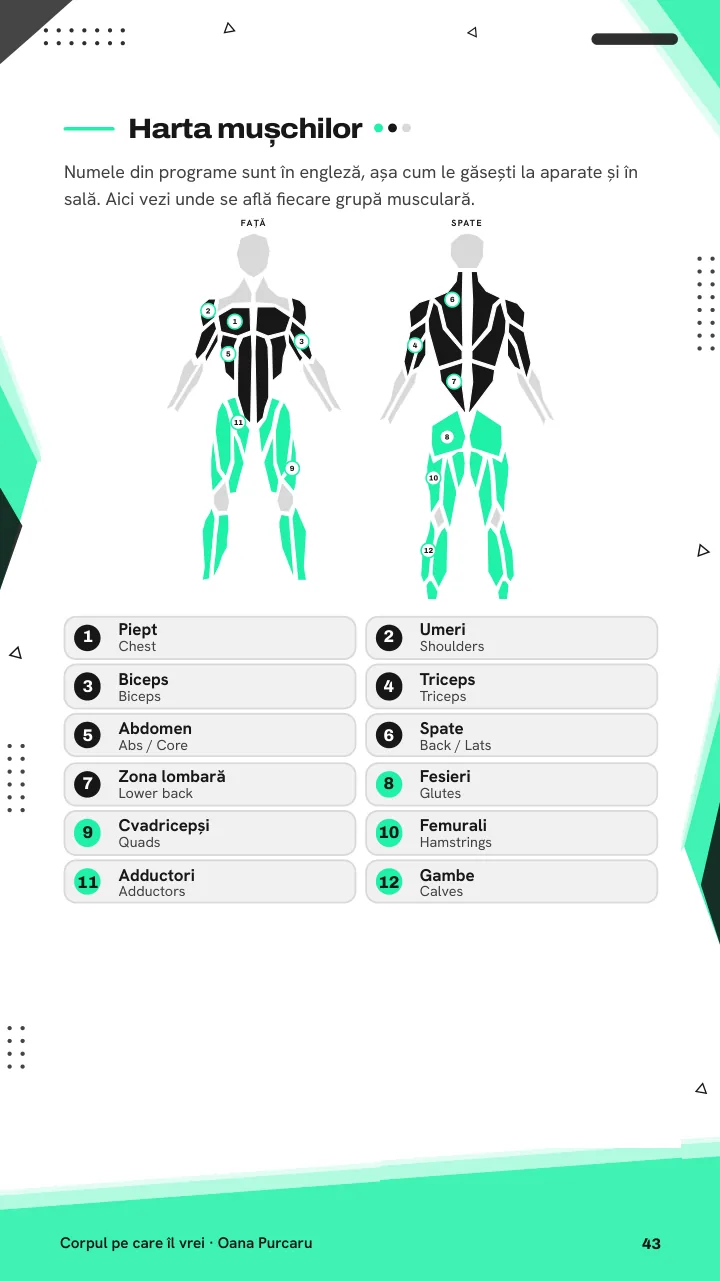 Harta mușchilor
Numele din programe sunt în engleză, așa cum le găsești la aparate și în
sală. Aici vezi unde se află fiecare grupă musculară.
FAȚĂ
SPATE
2
1
3
5
11
9
6
4
7
8
10
12
1 Piept
Chest
2 Umeri
Shoulders
3 Biceps
Biceps
4 Triceps
Triceps
5 Abdomen
Abs / Core
6 Spate
Back / Lats
7 Zona lombară
Lower back
8 Fesieri
Glutes
9 Cvadricepși
Quads
10 Femurali
Hamstrings
11 Adductori
Adductors
12 Gambe
Calves
Corpul pe care îl vrei · Oana Purcaru
43